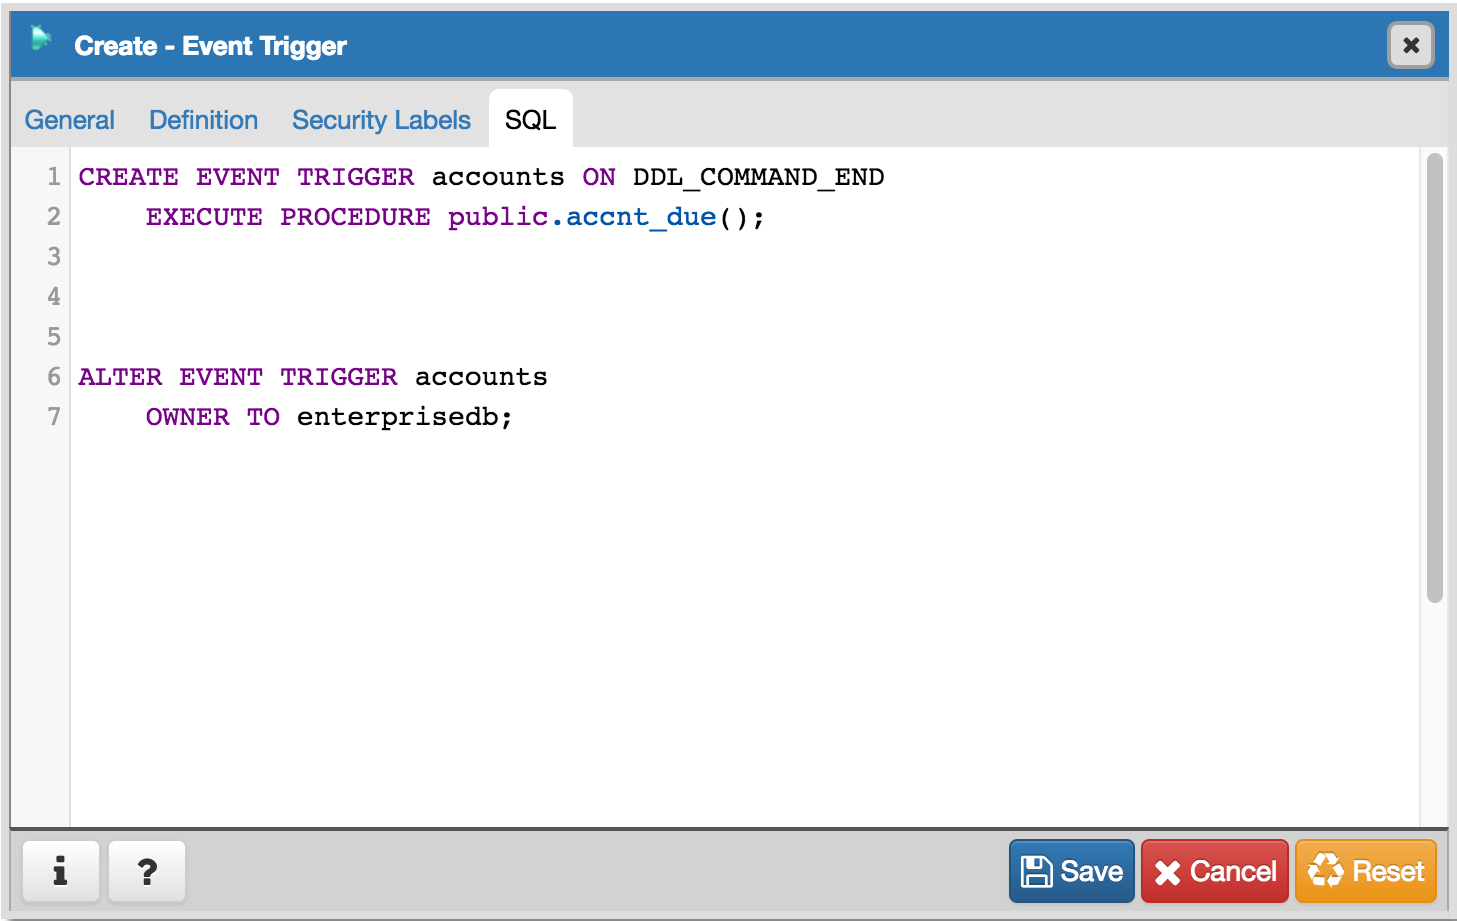 Create - Event Trigger
General Definition Security Labels SQL
1 CREATE EVENT TRIGGER accounts ON DDL_COMMAND_END
2 EXECUTE PROCEDURE public.accnt_due();
3
4
5
6 ALTER EVENT TRIGGER accounts
7 OWNER TO enterprisedb;
i ? Save Cancel Reset